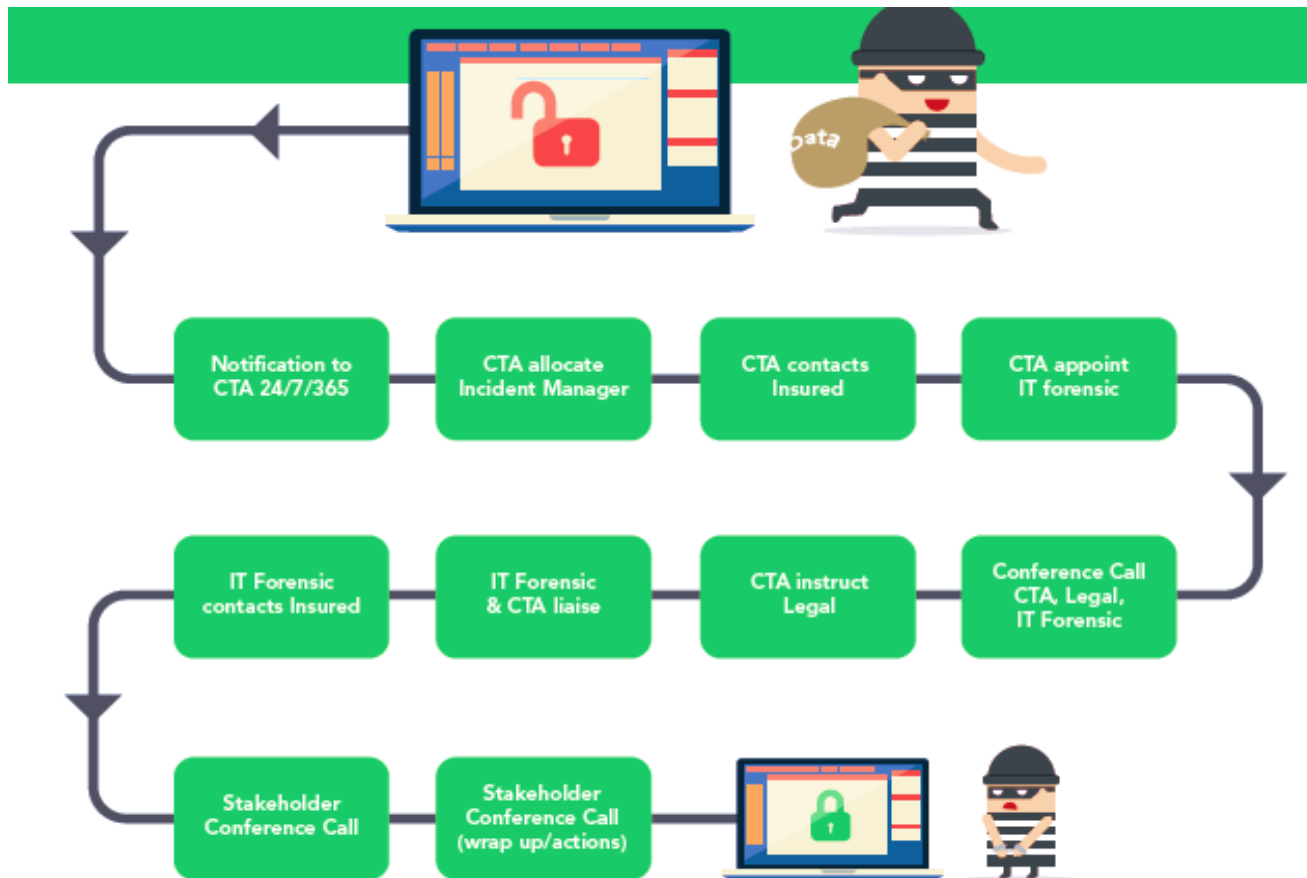 Data
Notification to
CTA 24/7/365
CTA allocate
Incident Manager
CTA contacts
Insured
CTA appoint
IT forensic
Conference Call
CTA, Legal,
IT Forensic
CTA instruct
Legal
IT Forensic
& CTA liaise
IT Forensic
contacts Insured
Stakeholder
Conference Call
Stakeholder
Conference Call
(wrap up/actions)